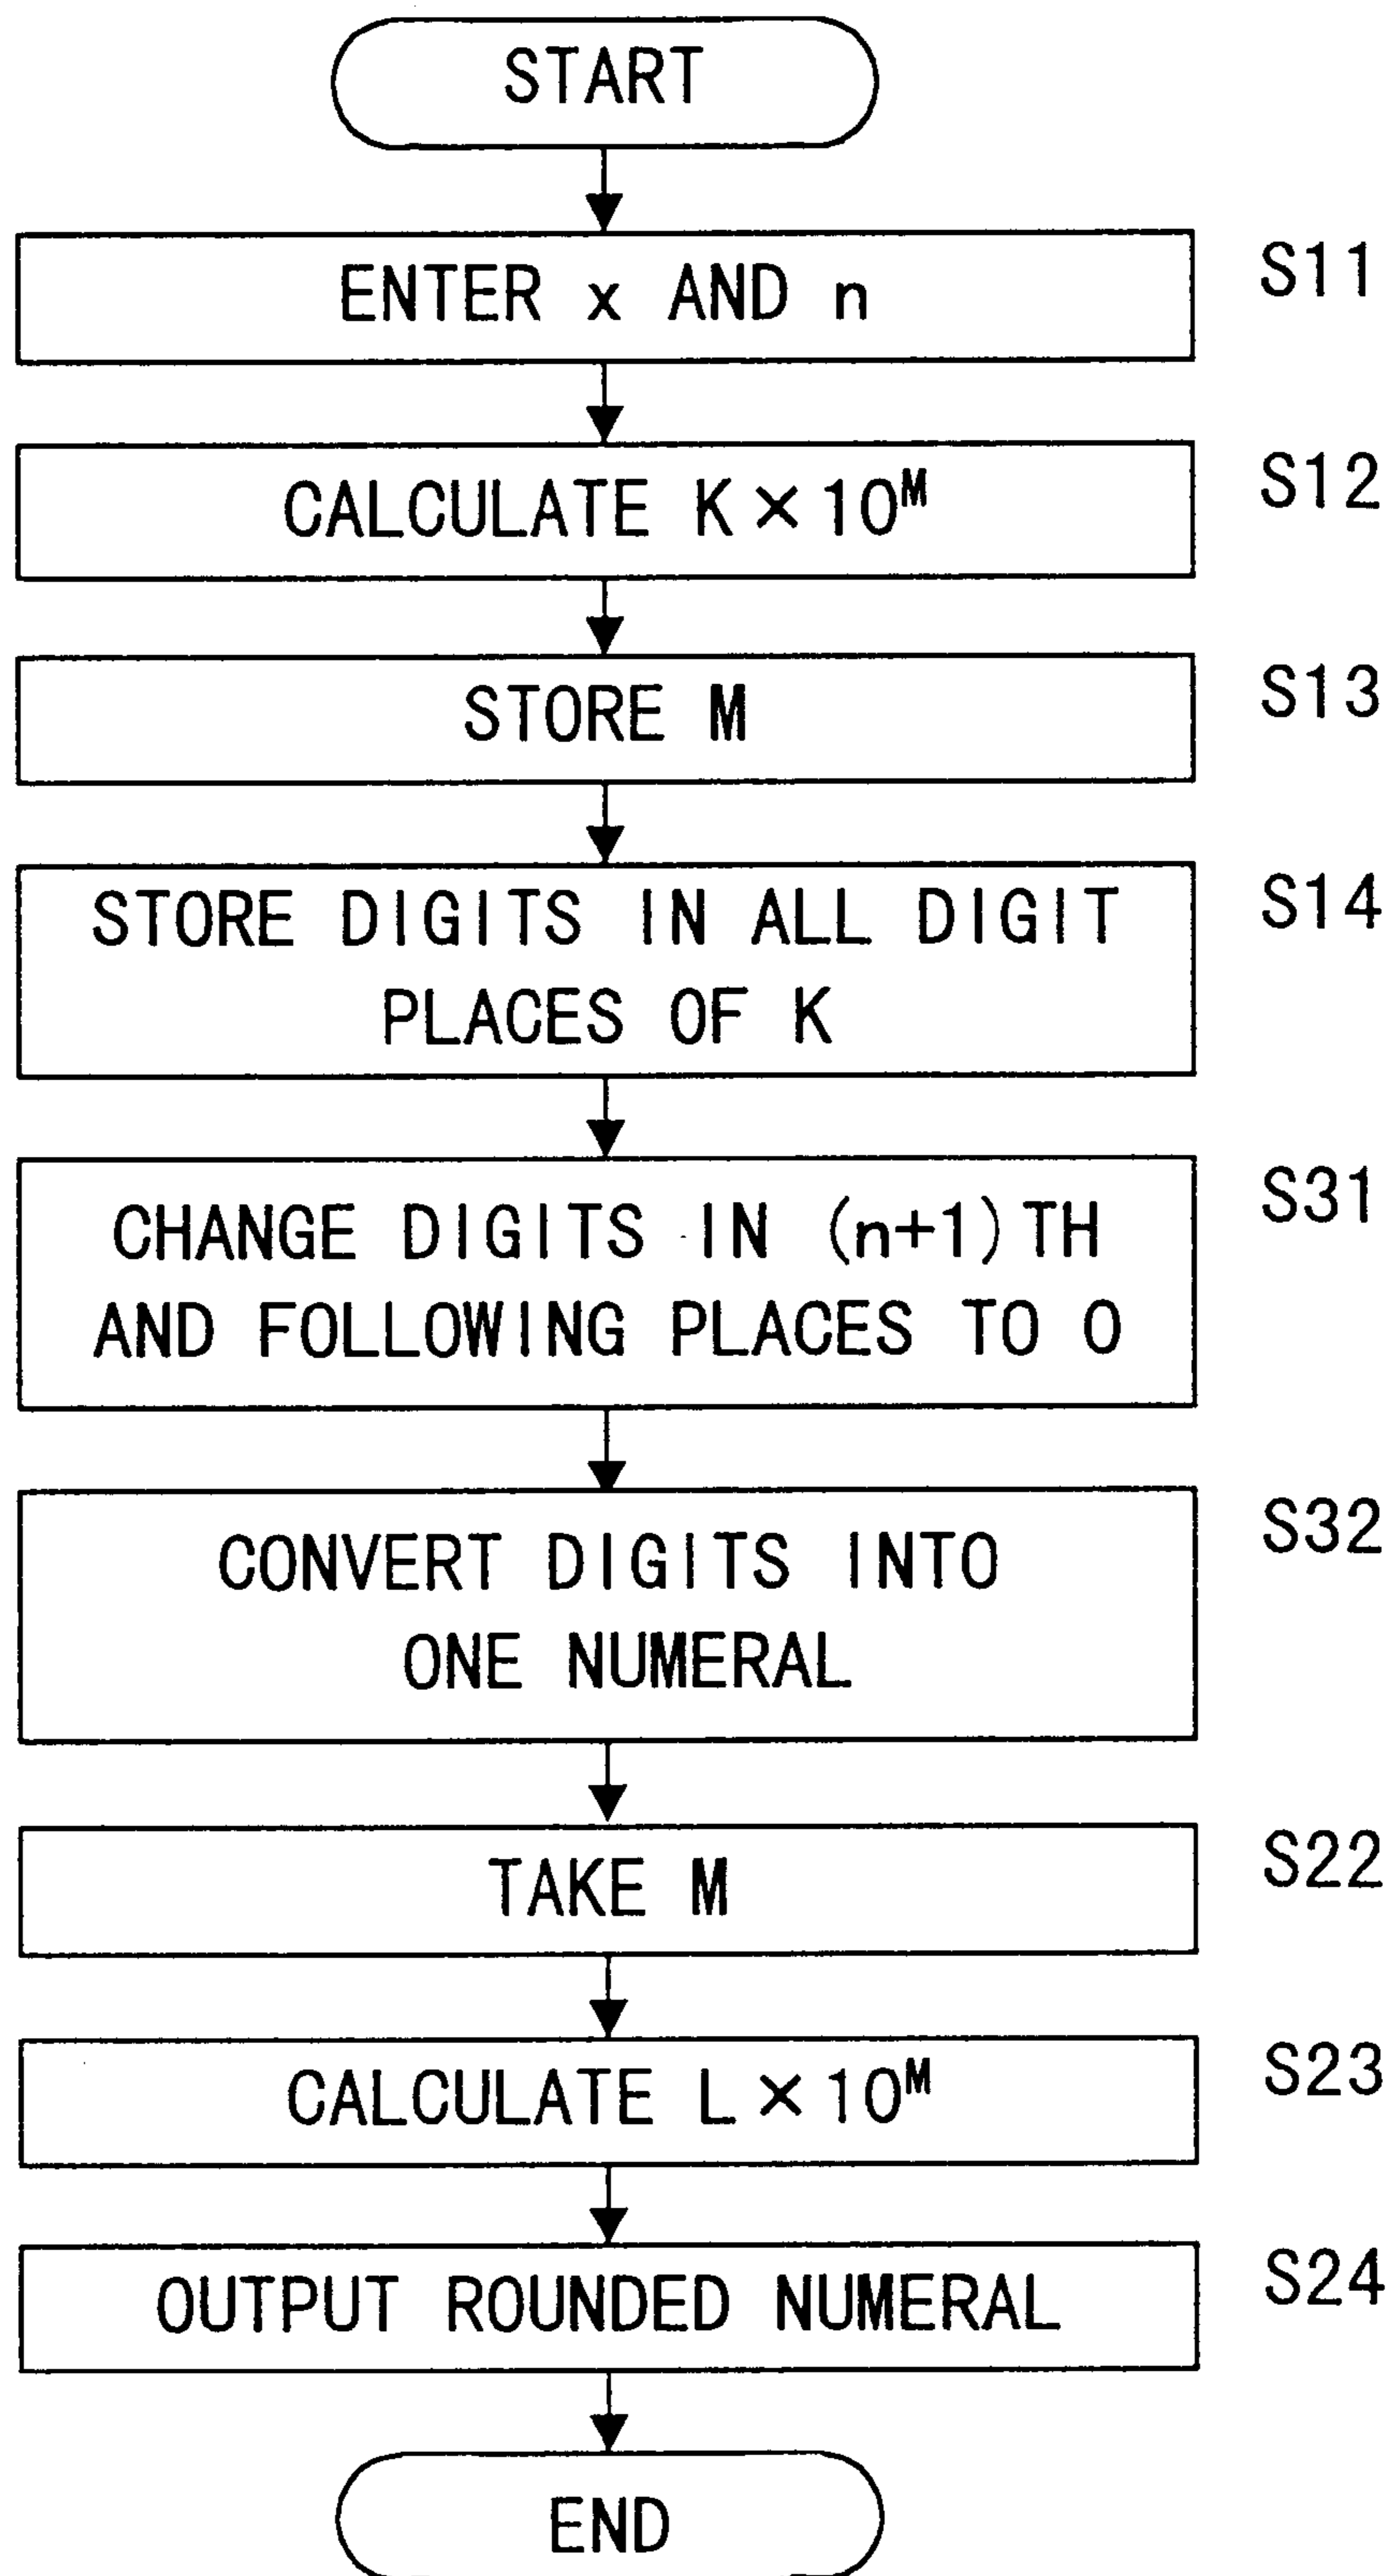 START
ENTER x AND n
S11
CALCULATE K×10^M
S12
STORE M
S13
STORE DIGITS IN ALL DIGIT
PLACES OF K
S14
CHANGE DIGITS IN (n+1)TH
AND FOLLOWING PLACES TO 0
S31
CONVERT DIGITS INTO
ONE NUMERAL
S32
TAKE M
S22
CALCULATE L×10^M
S23
OUTPUT ROUNDED NUMERAL
S24
END